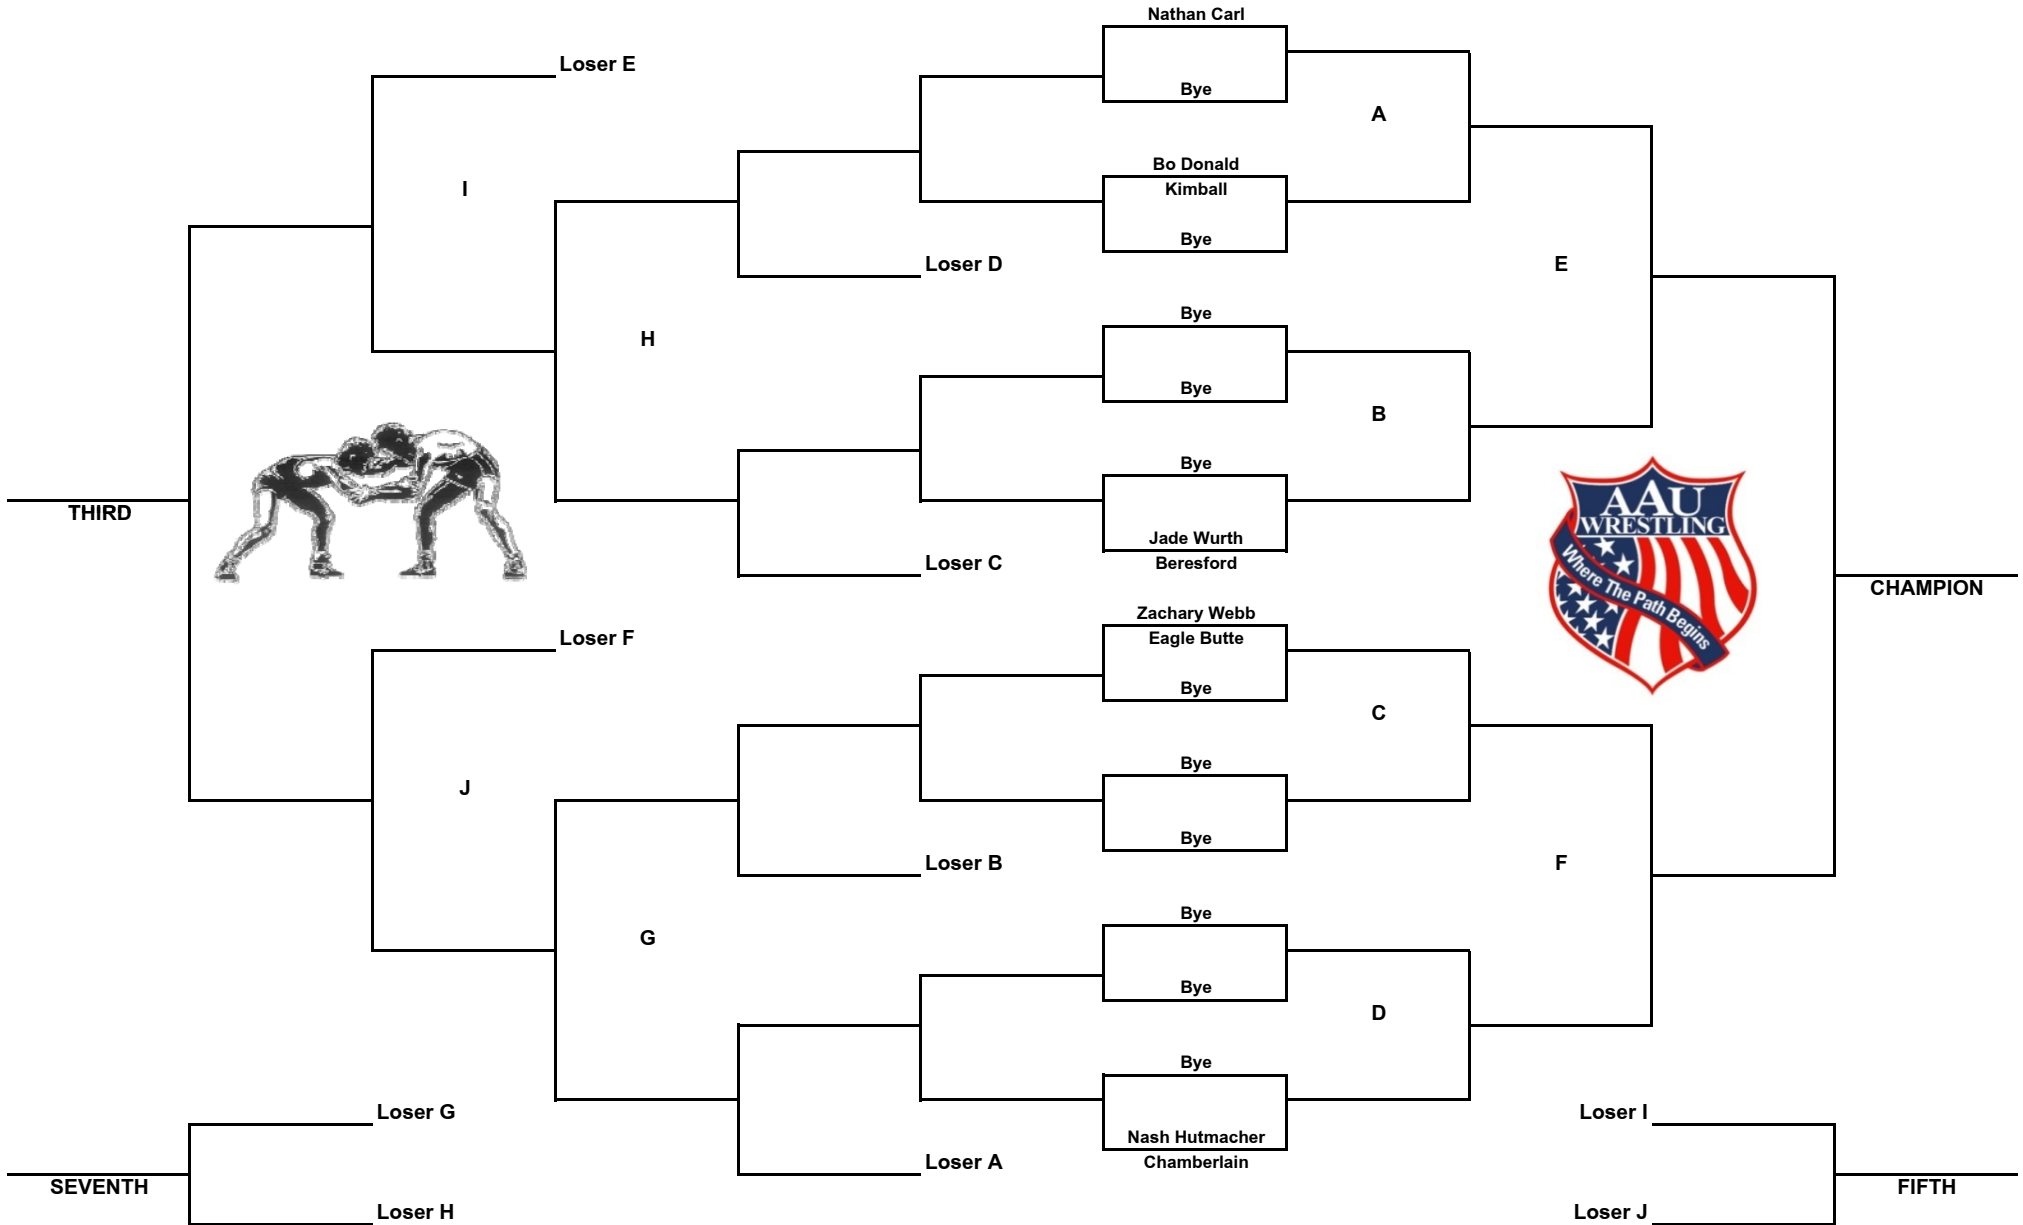 Nathan Carl
Loser E
Bye
A
Bo Donald
I
Kimball
Bye
Loser D
E
Bye
H
Bye
B
Bye
AAU
WRESTLING
Where The Path Begins
THIRD
Jade Wurth
Loser C
Beresford
CHAMPION
Zachary Webb
Loser F
Eagle Butte
Bye
C
Bye
J
Bye
Loser B
F
Bye
G
Bye
D
Bye
Loser G
Loser I
Nash Hutmacher
Loser A
Chamberlain
SEVENTH
FIFTH
Loser H
Loser J